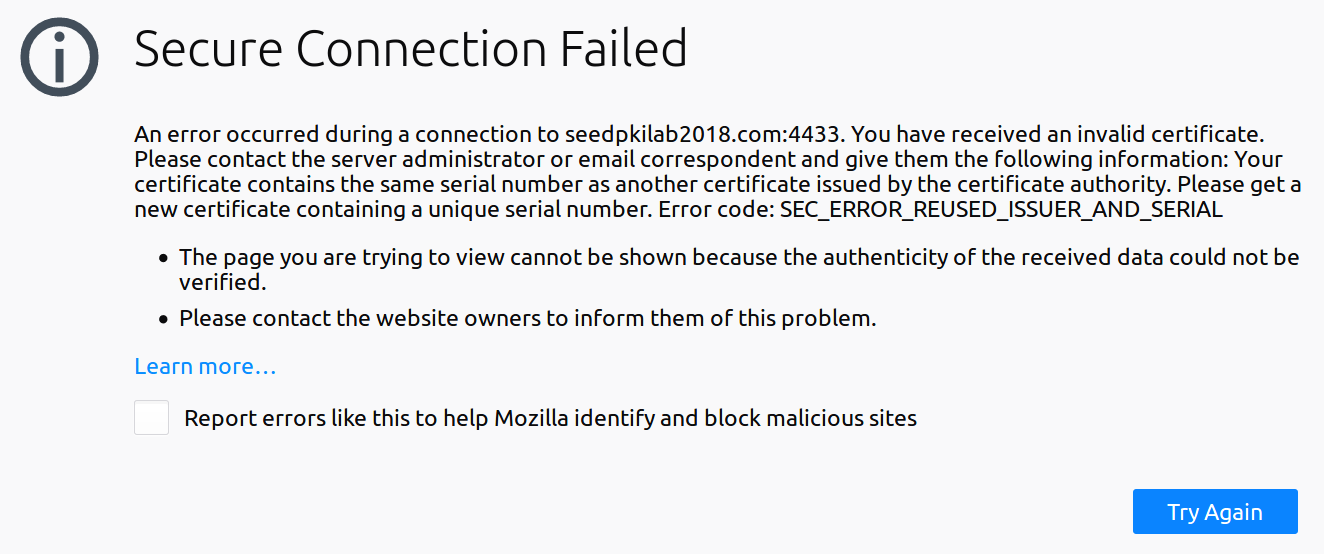 Secure Connection Failed
An error occurred during a connection to seedpkilab2018.com:4433. You have received an invalid certificate.
Please contact the server administrator or email correspondent and give them the following information: Your
certificate contains the same serial number as another certificate issued by the certificate authority. Please get a
new certificate containing a unique serial number. Error code: SEC_ERROR_REUSED_ISSUER_AND_SERIAL
• The page you are trying to view cannot be shown because the authenticity of the received data could not be
verified.
• Please contact the website owners to inform them of this problem.
Learn more…
Report errors like this to help Mozilla identify and block malicious sites
Try Again